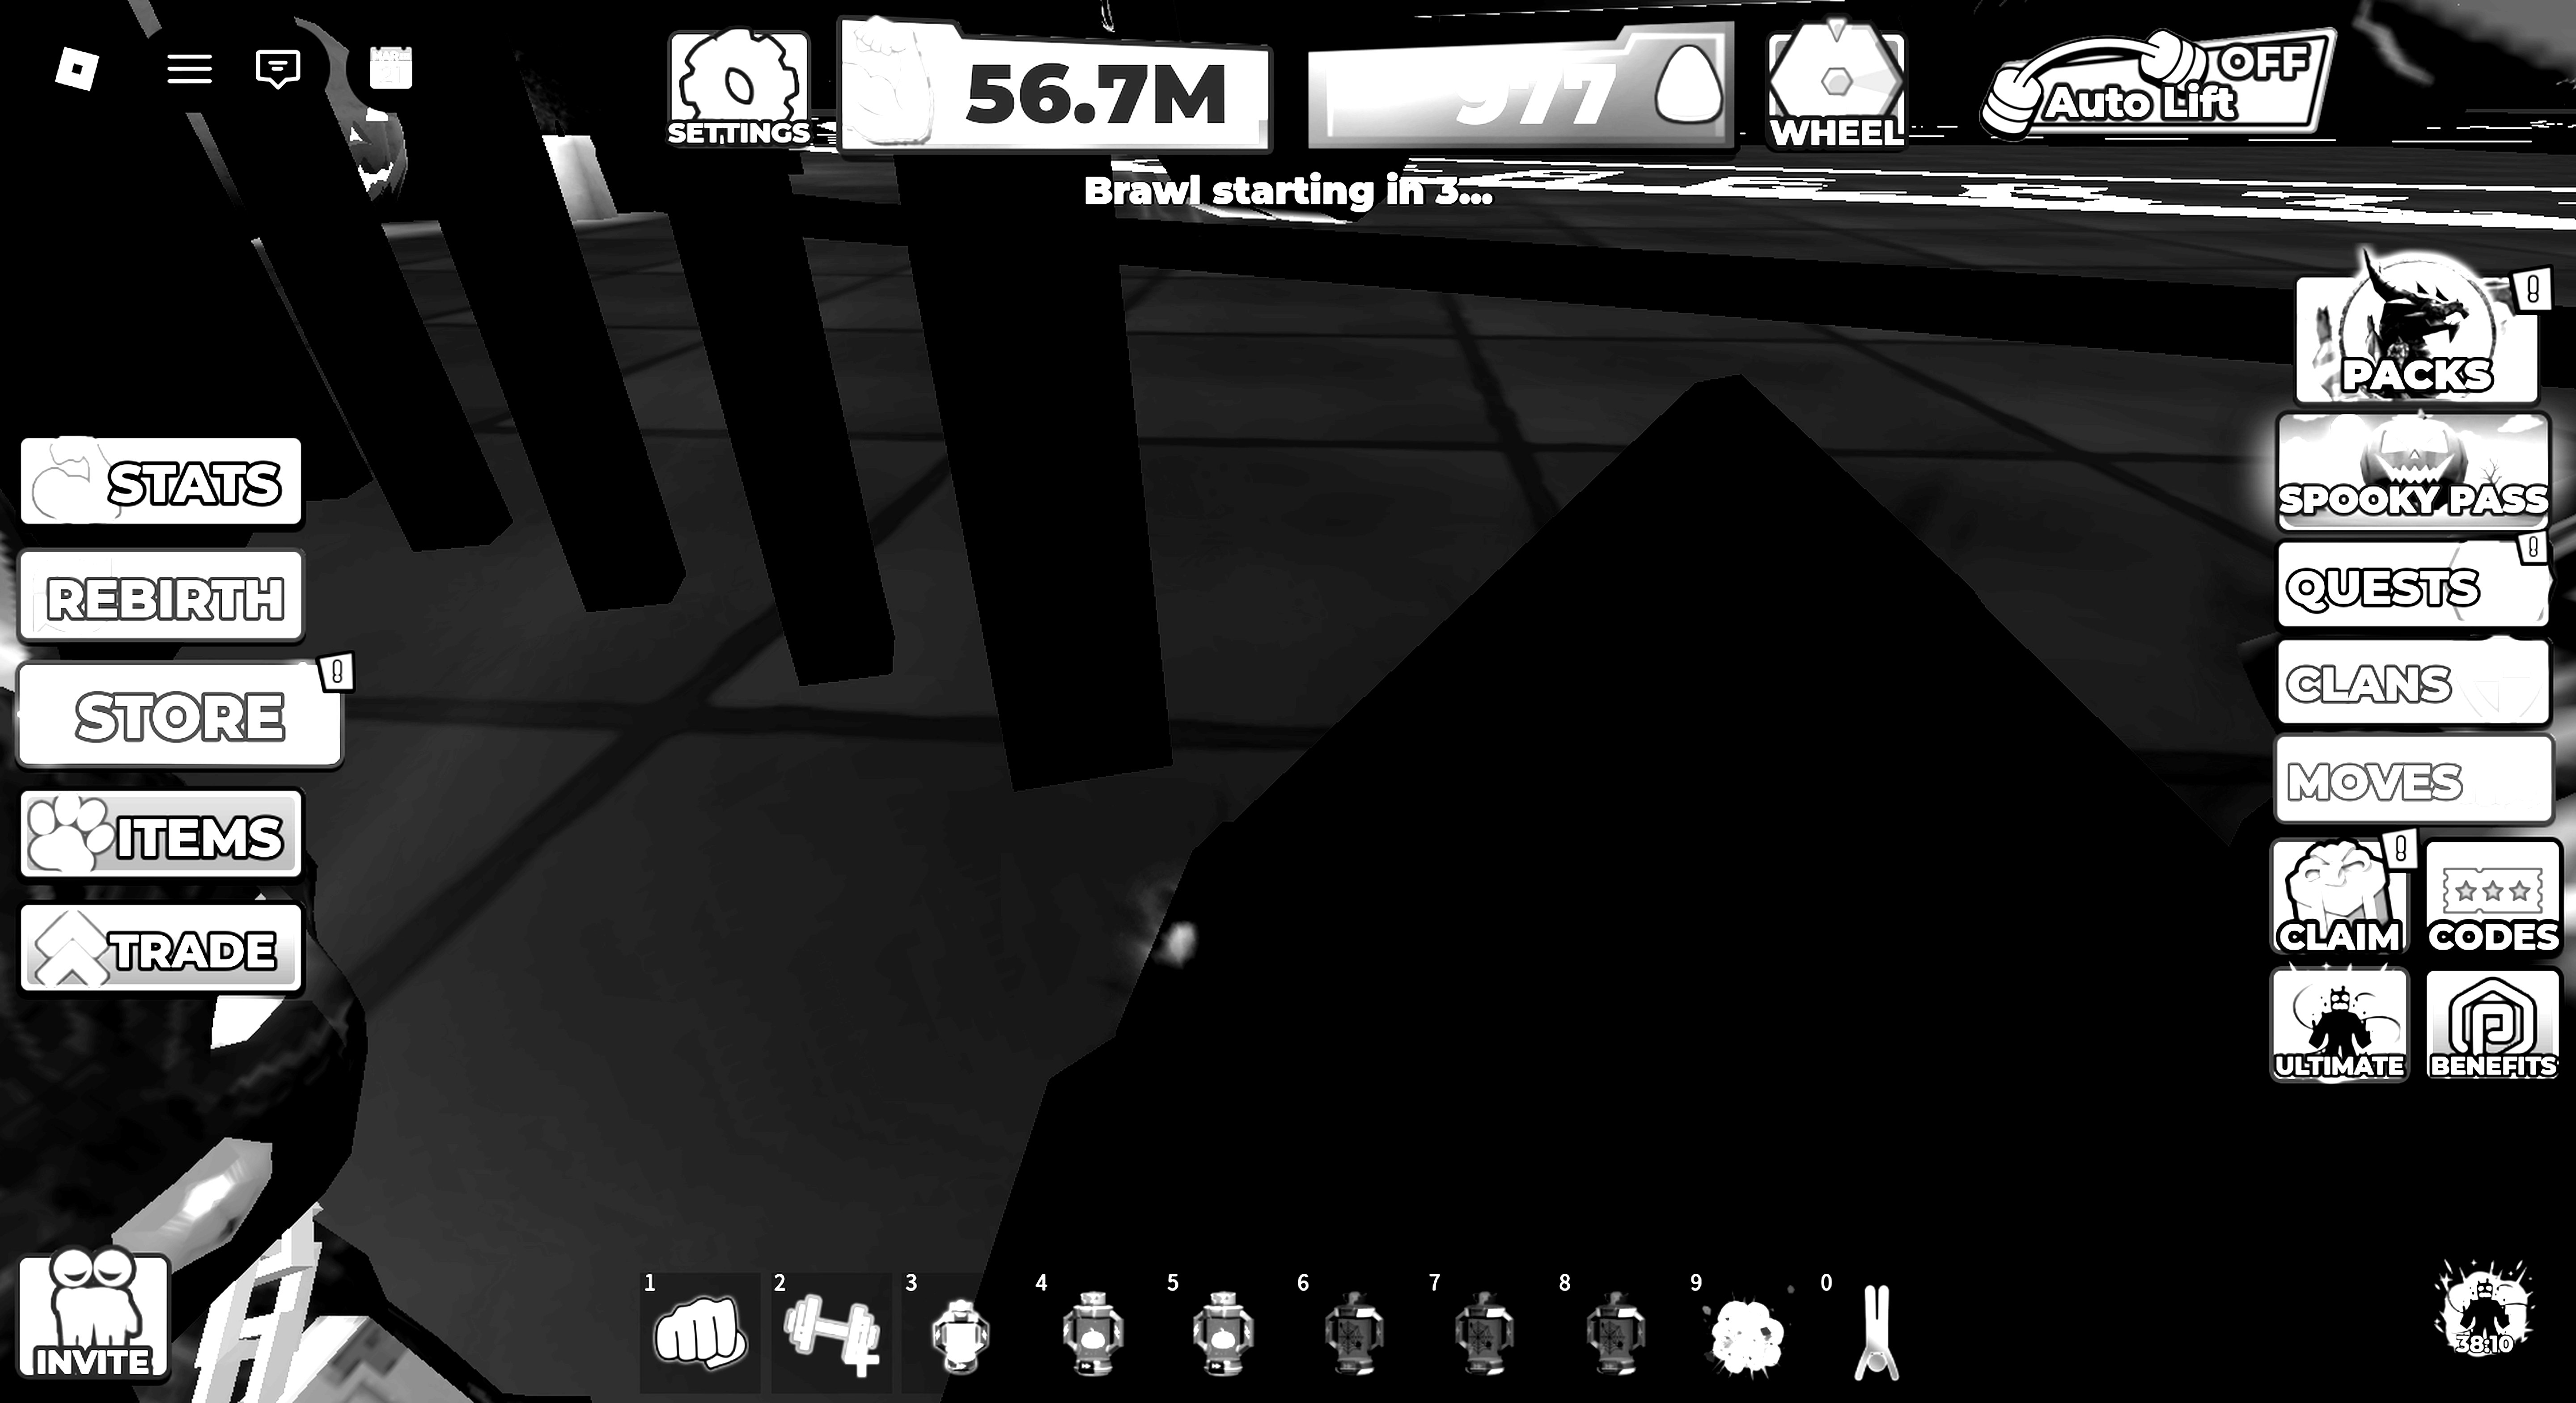 SETTINGS
56.7M
977
WHEEL
OFF
Auto Lift
Brawl starting in 3...
PACKS
SPOOKY PASS
STATS
QUESTS
REBIRTH
CLANS
STORE
MOVES
ITEMS
CLAIM
CODES
TRADE
ULTIMATE
BENEFITS
INVITE
1 2 3 4 5 6 7 8 9 0
38:10